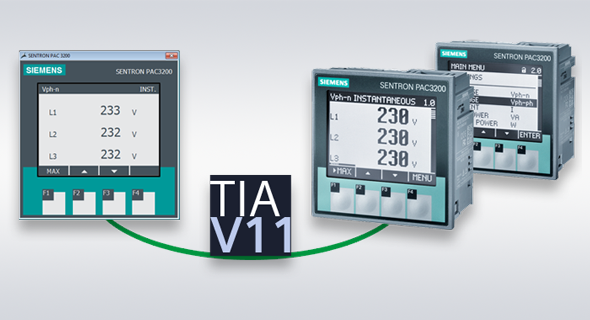 SENTRON PAC 3200
SIEMENS
SENTRON PAC3200
Vph-n INST.
L1 233 V
L2 232 V
L3 232 V
MAX
F1 F2 F3 F4
TIA
V11
SIEMENS
SENTRON PAC3200
Vph-n INSTANTANEOUS 1.0
L1 230 V
L2 230 V
L3 230 V
MAX MENU
F1 F2 F3 F4
SIEMENS
SENTRON PAC3200
MAIN MENU 2.0
Vph-n
Vph-ph
I
POWER VA
POWER W
ENTER